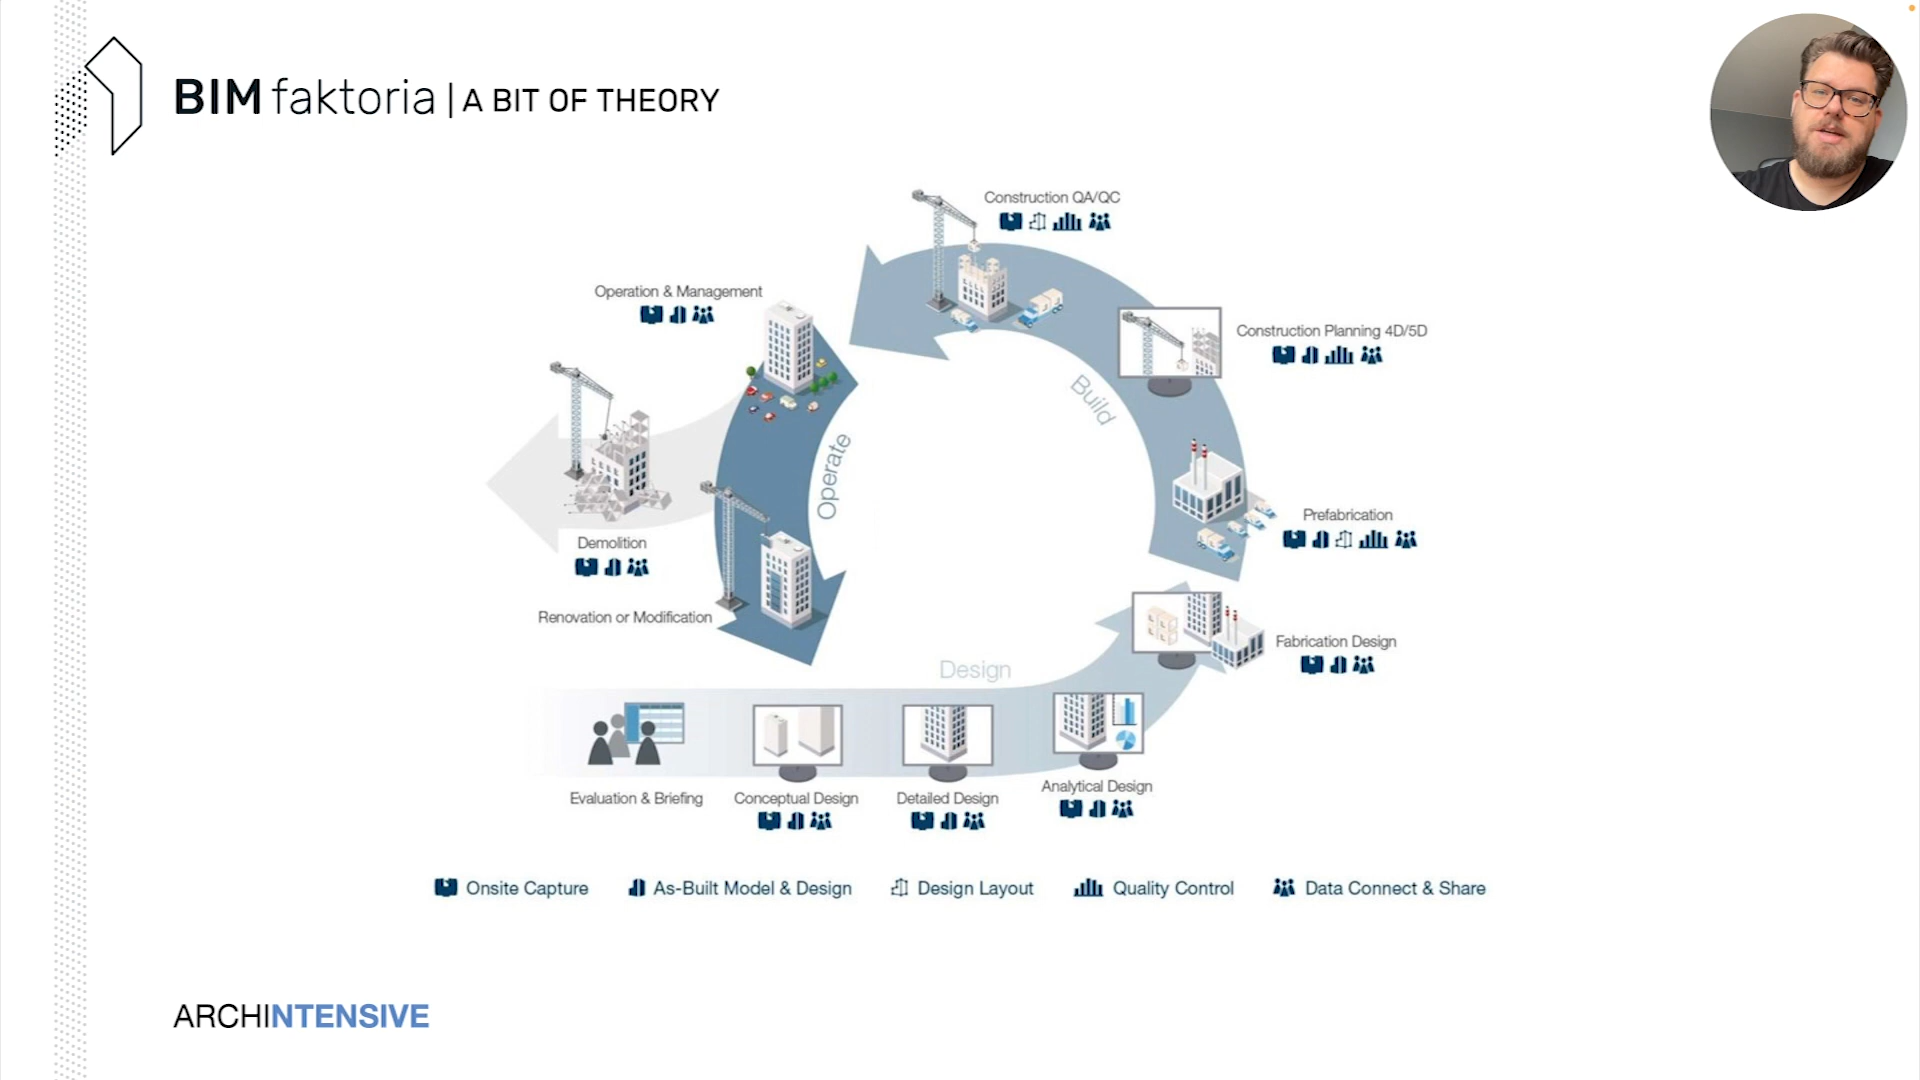 BIM faktoria | A BIT OF THEORY
Construction QA/QC
Operation & Management
Construction Planning 4D/5D
Build
Operate
Prefabrication
Demolition
Renovation or Modification
Fabrication Design
Design
Evaluation & Briefing
Conceptual Design
Detailed Design
Analytical Design
Onsite Capture
As-Built Model & Design
Design Layout
Quality Control
Data Connect & Share
ARCHINTENSIVE